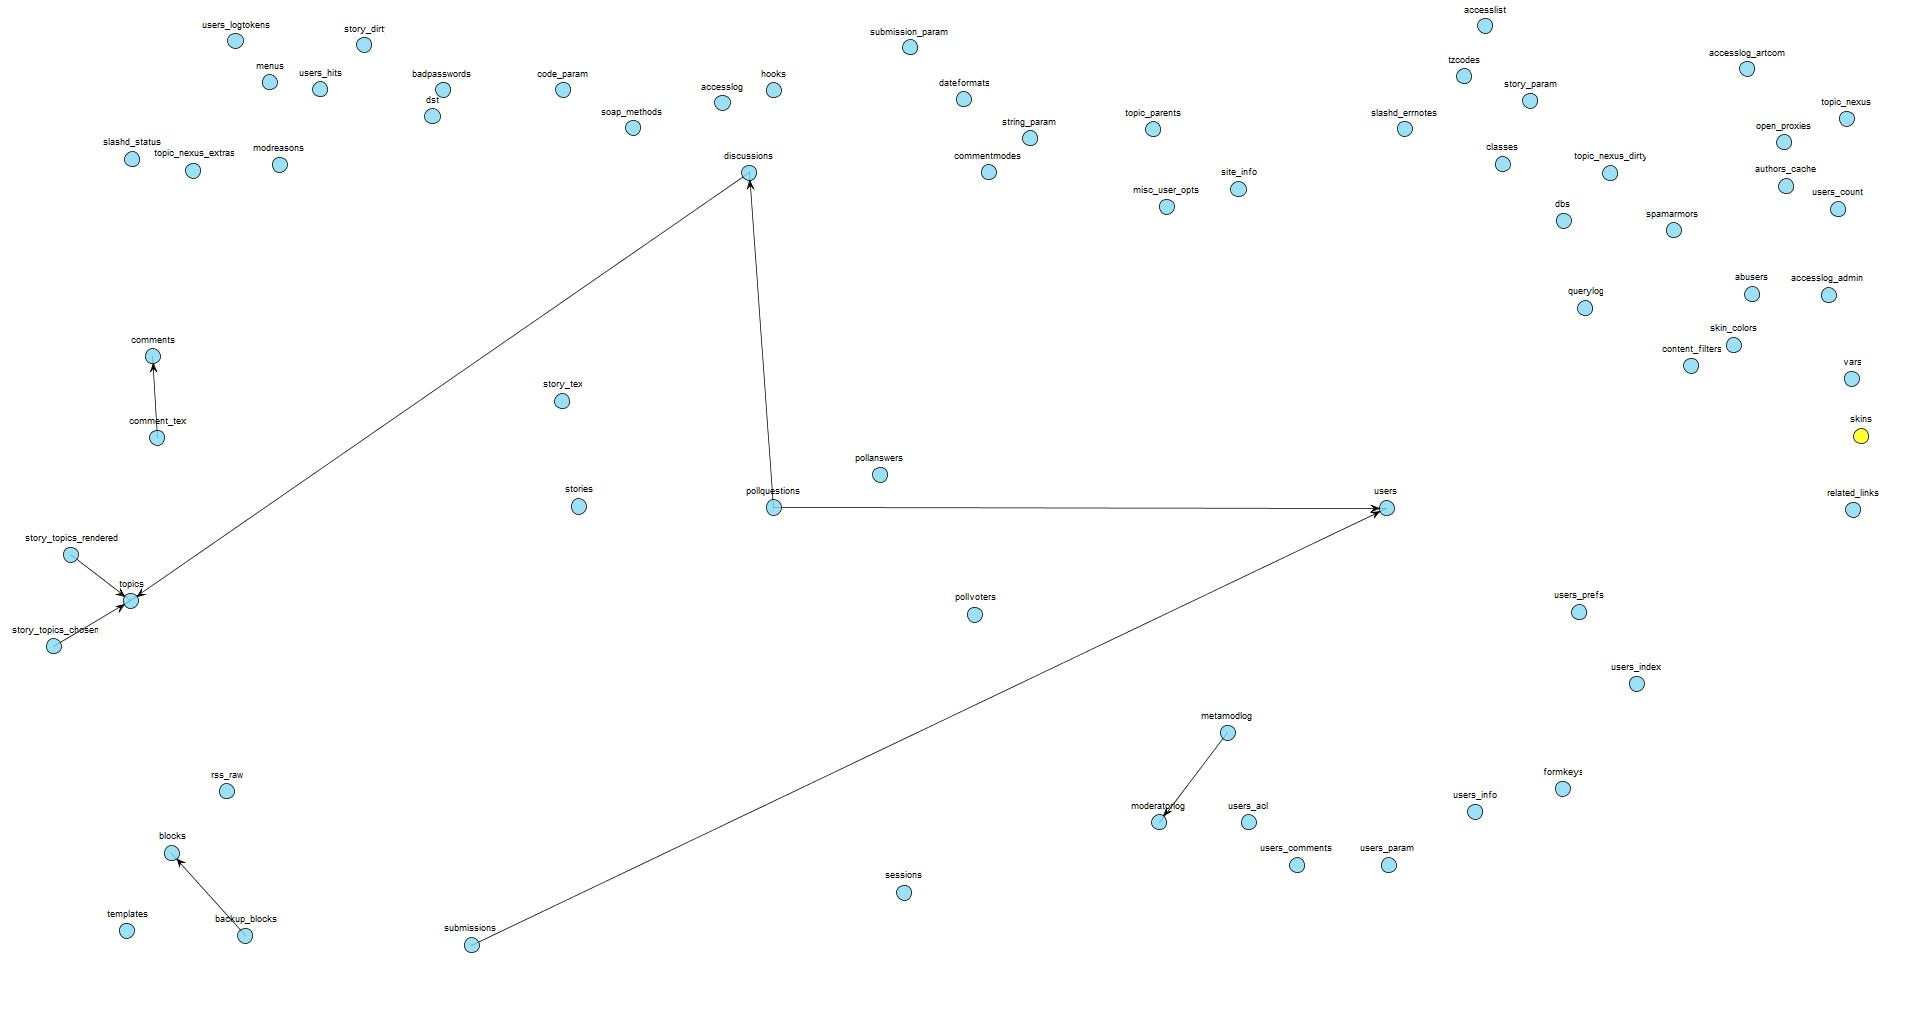 accesslist
users_logtokens
story_dirt
submission_param
accesslog_artcom
tzcodes
menus
users_hits
badpasswords
code_param
hooks
accesslog
dateformats
story_param
dst
topic_nexus
soap_methods
string_param
topic_parents
slashd_errnotes
open_proxies
slashd_status
topic_nexus_extras
modreasons
discussions
commentmodes
classes
topic_nexus_dirty
site_info
authors_cache
misc_user_opts
users_count
dbs
spamarmors
abusers
accesslog_admin
querylog
skin_colors
comments
content_filters
vars
story_tex
comment_tex
skins
pollanswers
stories
pollquestions
users
related_links
story_topics_rendered
topics
pollvoters
users_prefs
story_topics_chosen
users_index
metamodlog
rss_raw
formkeys
users_info
moderatorlog
users_acl
blocks
users_comments
users_param
sessions
templates
backup_blocks
submissions